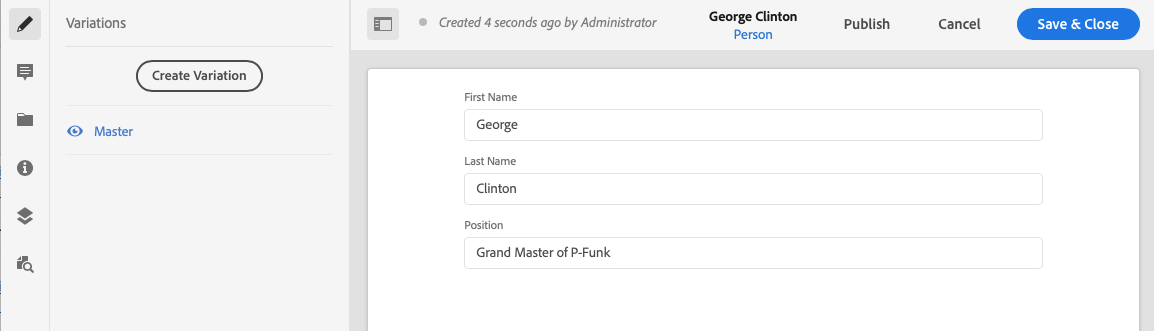 Variations
Create Variation
Master
Created 4 seconds ago by Administrator
George Clinton
Person
Publish
Cancel
Save & Close
First Name
George
Last Name
Clinton
Position
Grand Master of P-Funk